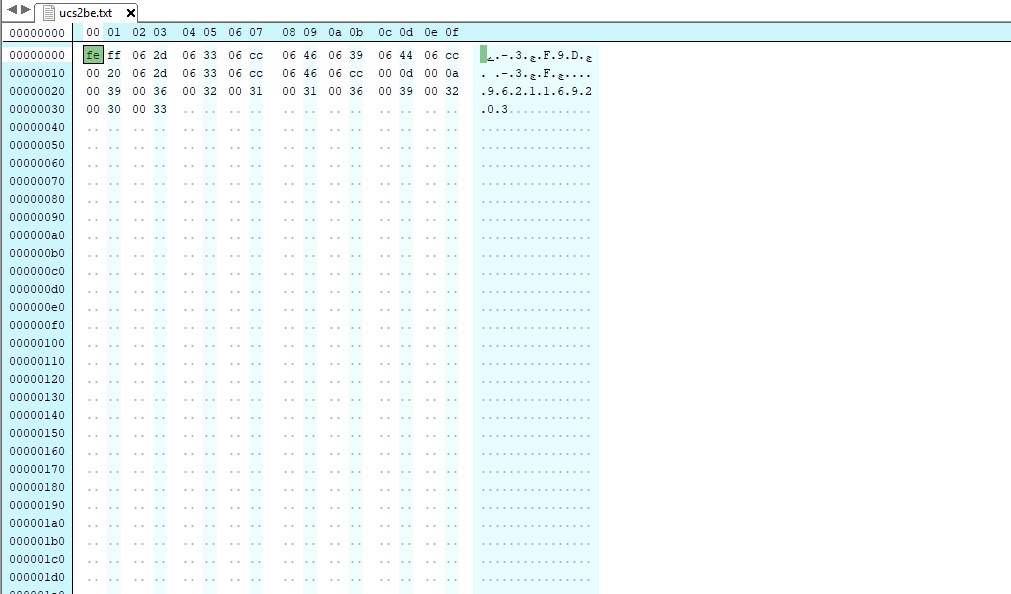 ucs2be.txt
00000000 00 01 02 03 04 05 06 07 08 09 0a 0b 0c 0d 0e 0f
00000000 fe ff 06 2d 06 33 06 cc 06 46 06 39 06 44 06 cc .-.3.ی.F.9.D.ی
00000010 00 20 06 2d 06 33 06 cc 06 46 06 cc 00 0d 00 0a . .-.3.ی.F.ی....
00000020 00 39 00 36 00 32 00 31 00 31 00 36 00 39 00 32 .9.6.2.1.1.6.9.2
00000030 00 30 00 33 .. .. .. .. .. .. .. .. .. .. .. .. .0.3............
00000040 .. .. .. .. .. .. .. .. .. .. .. .. .. .. .. .. ................
00000050 .. .. .. .. .. .. .. .. .. .. .. .. .. .. .. .. ................
00000060 .. .. .. .. .. .. .. .. .. .. .. .. .. .. .. .. ................
00000070 .. .. .. .. .. .. .. .. .. .. .. .. .. .. .. .. ................
00000080 .. .. .. .. .. .. .. .. .. .. .. .. .. .. .. .. ................
00000090 .. .. .. .. .. .. .. .. .. .. .. .. .. .. .. .. ................
000000a0 .. .. .. .. .. .. .. .. .. .. .. .. .. .. .. .. ................
000000b0 .. .. .. .. .. .. .. .. .. .. .. .. .. .. .. .. ................
000000c0 .. .. .. .. .. .. .. .. .. .. .. .. .. .. .. .. ................
000000d0 .. .. .. .. .. .. .. .. .. .. .. .. .. .. .. .. ................
000000e0 .. .. .. .. .. .. .. .. .. .. .. .. .. .. .. .. ................
000000f0 .. .. .. .. .. .. .. .. .. .. .. .. .. .. .. .. ................
00000100 .. .. .. .. .. .. .. .. .. .. .. .. .. .. .. .. ................
00000110 .. .. .. .. .. .. .. .. .. .. .. .. .. .. .. .. ................
00000120 .. .. .. .. .. .. .. .. .. .. .. .. .. .. .. .. ................
00000130 .. .. .. .. .. .. .. .. .. .. .. .. .. .. .. .. ................
00000140 .. .. .. .. .. .. .. .. .. .. .. .. .. .. .. .. ................
00000150 .. .. .. .. .. .. .. .. .. .. .. .. .. .. .. .. ................
00000160 .. .. .. .. .. .. .. .. .. .. .. .. .. .. .. .. ................
00000170 .. .. .. .. .. .. .. .. .. .. .. .. .. .. .. .. ................
00000180 .. .. .. .. .. .. .. .. .. .. .. .. .. .. .. .. ................
00000190 .. .. .. .. .. .. .. .. .. .. .. .. .. .. .. .. ................
000001a0 .. .. .. .. .. .. .. .. .. .. .. .. .. .. .. .. ................
000001b0 .. .. .. .. .. .. .. .. .. .. .. .. .. .. .. .. ................
000001c0 .. .. .. .. .. .. .. .. .. .. .. .. .. .. .. .. ................
000001d0 .. .. .. .. .. .. .. .. .. .. .. .. .. .. .. .. ................